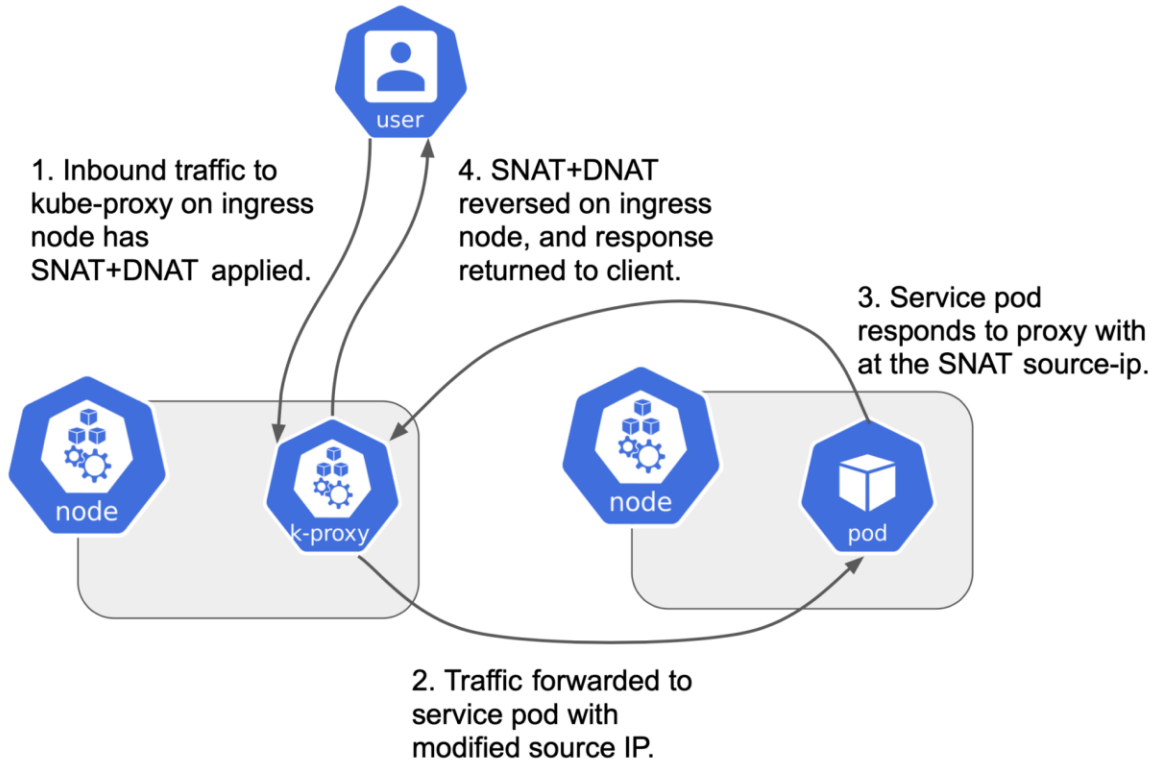 user
1. Inbound traffic to
kube-proxy on ingress
node has
SNAT+DNAT applied.
4. SNAT+DNAT
reversed on ingress
node, and response
returned to client.
3. Service pod
responds to proxy with
at the SNAT source-ip.
node
k-proxy
node
pod
2. Traffic forwarded to
service pod with
modified source IP.